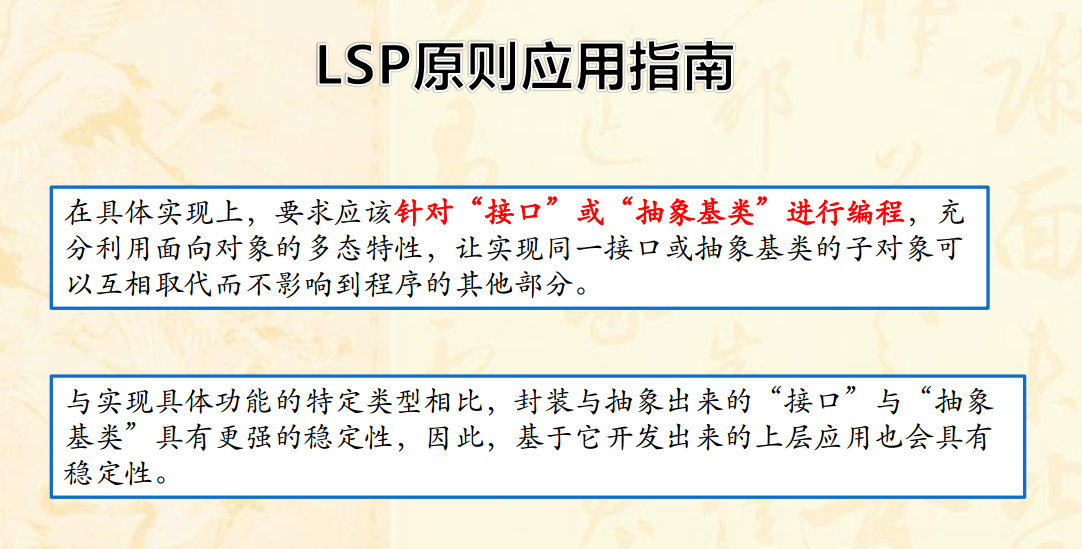 LSP原则应用指南
在具体实现上，要求应该针对“接口”或“抽象基类”进行编程，充
分利用面向对象的多态特性，让实现同一接口或抽象基类的子对象可
以互相取代而不影响到程序的其他部分。
与实现具体功能的特定类型相比，封装与抽象出来的“接口”与“抽象
基类”具有更强的稳定性，因此，基于它开发出来的上层应用也会具有
稳定性。